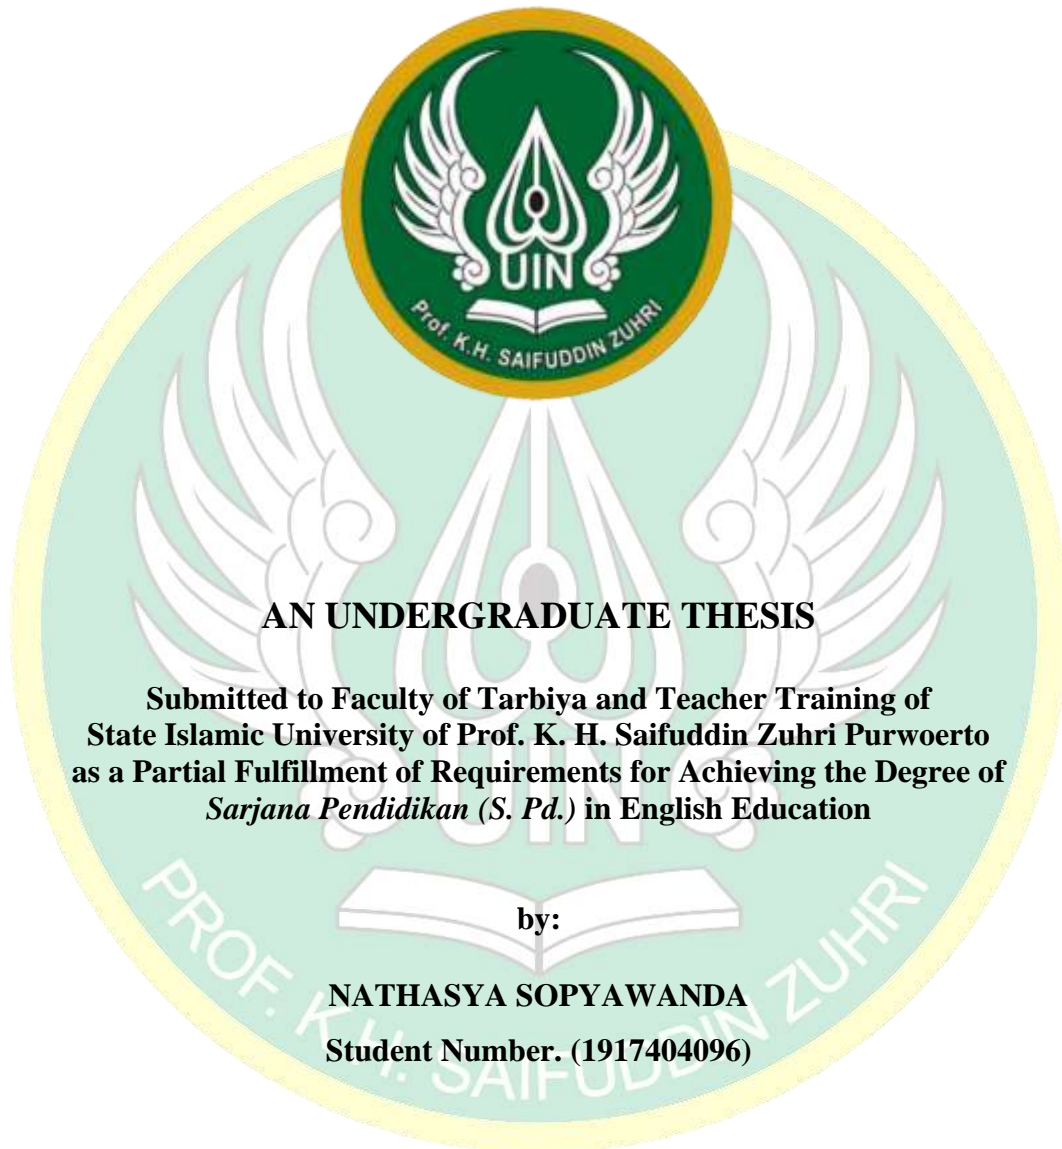 UIN
Prof. K.H. SAIFUDDIN ZUHRI
AN UNDERGRADUATE THESIS
Submitted to Faculty of Tarbiya and Teacher Training of
State Islamic University of Prof. K. H. Saifuddin Zuhri Purwoerto
as a Partial Fulfillment of Requirements for Achieving the Degree of
Sarjana Pendidikan (S. Pd.) in English Education
UIN
by:
NATHASYA SOPYAWANDA
Student Number. (1917404096)
PROF. K.H. SAIFUDDIN ZUHRI